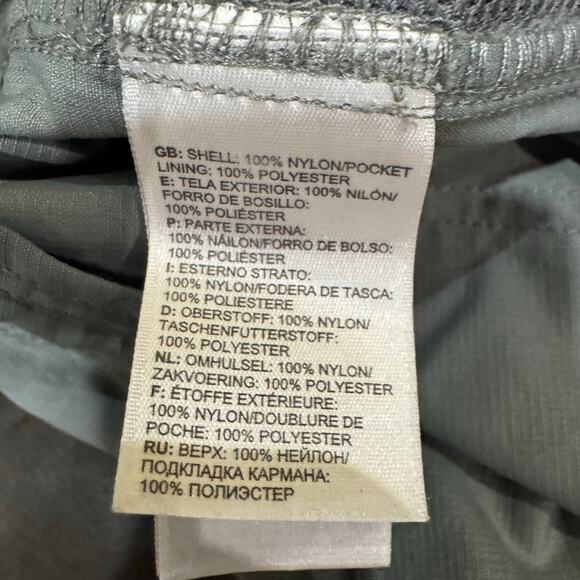 GB: SHELL: 100% NYLON/POCKET
LINING: 100% POLYESTER
E: TELA EXTERIOR: 100% NILÓN/
FORRO DE BOSILLO:
100% POLIÉSTER
P: PARTE EXTERNA:
100% NÁILON/FORRO DE BOLSO:
100% POLIÉSTER
I: ESTERNO STRATO:
100% NYLON/FODERA DE TASCA:
100% POLIESTERE
D: OBERSTOFF: 100% NYLON/
TASCHENFUTTERSTOFF:
100% POLYESTER
NL: OMHULSEL: 100% NYLON/
ZAKVOERING: 100% POLYESTER
F: ÉTOFFE EXTÉRIEURE:
100% NYLON/DOUBLURE DE
POCHE: 100% POLYESTER
RU: ВЕРХ: 100% НЕЙЛОН/
ПОДКЛАДКА КАРМАНА:
100% ПОЛИЭСТЕР